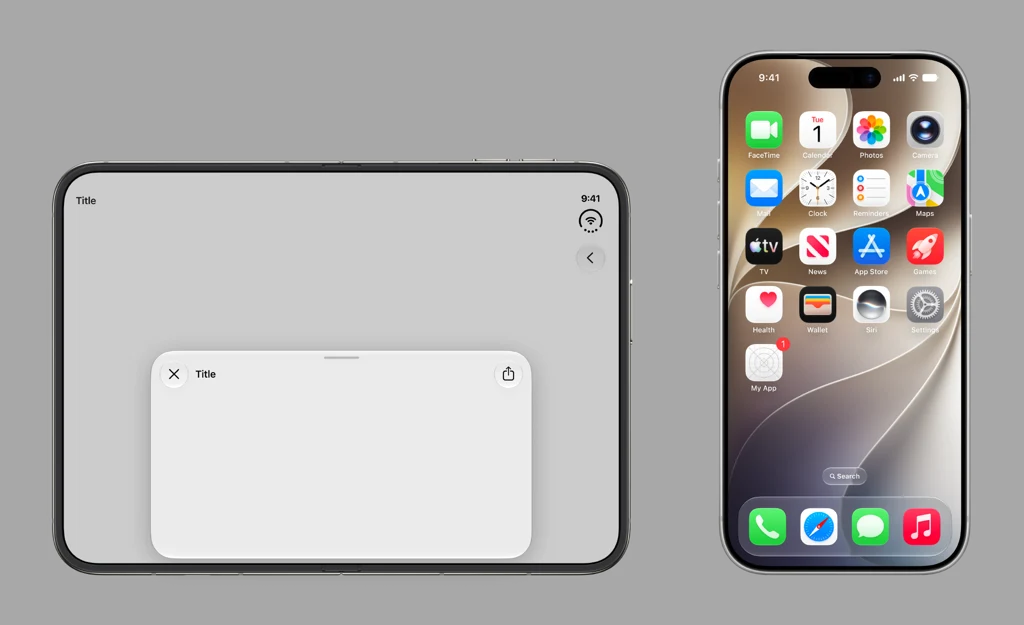 Title
9:41
Title
9:41
FaceTime
Tue
1
Calendar
Photos
Camera
Mail
Clock
Reminders
Maps
tv
TV
News
App Store
Games
Health
Wallet
Siri
Settings
1
My App
Search